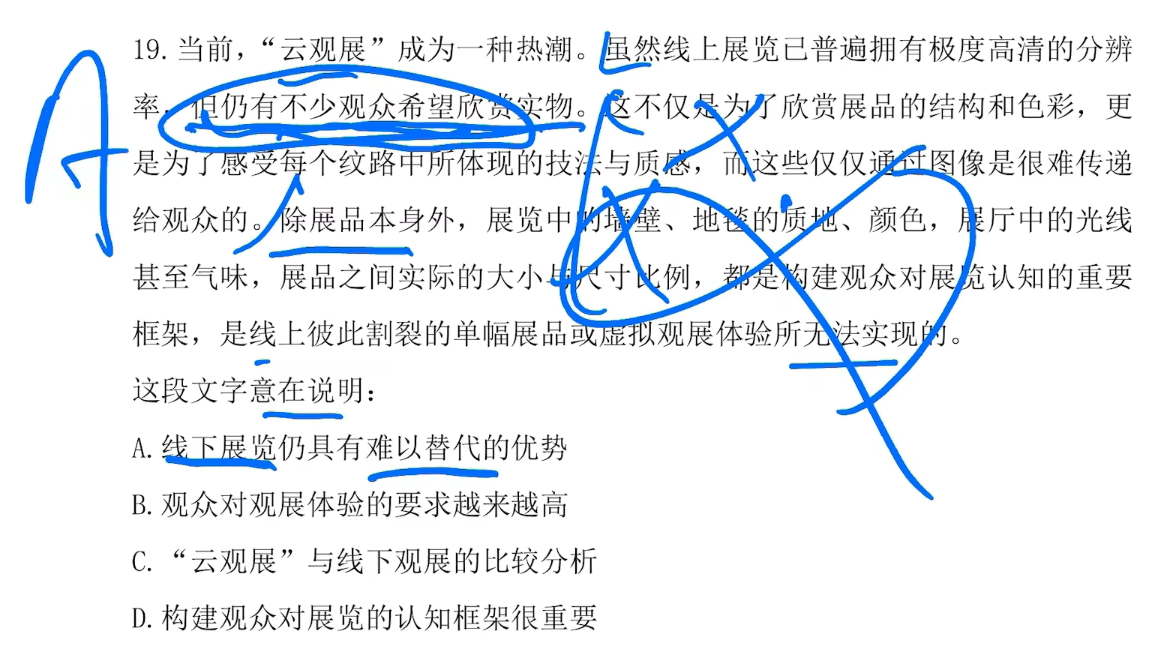 19. 当前，“云观展”成为一种热潮。虽然线上展览已普遍拥有极度高清的分辨
率，但仍有不少观众希望欣赏实物。这不仅是为了欣赏展品的结构和色彩，更
是为了感受每个纹路中所体现的技法与质感，而这些仅仅通过图像是很难传递
给观众的。除展品本身外，展览中的墙壁、地毯的质地、颜色，展厅中的光线
甚至气味，展品之间实际的大小与尺寸比例，都是构建观众对展览认知的重要
框架，是线上彼此割裂的单幅展品或虚拟观展体验所无法实现的。
这段文字意在说明：
A. 线下展览仍具有难以替代的优势
B. 观众对观展体验的要求越来越高
C. “云观展”与线下观展的比较分析
D. 构建观众对展览的认知框架很重要
A